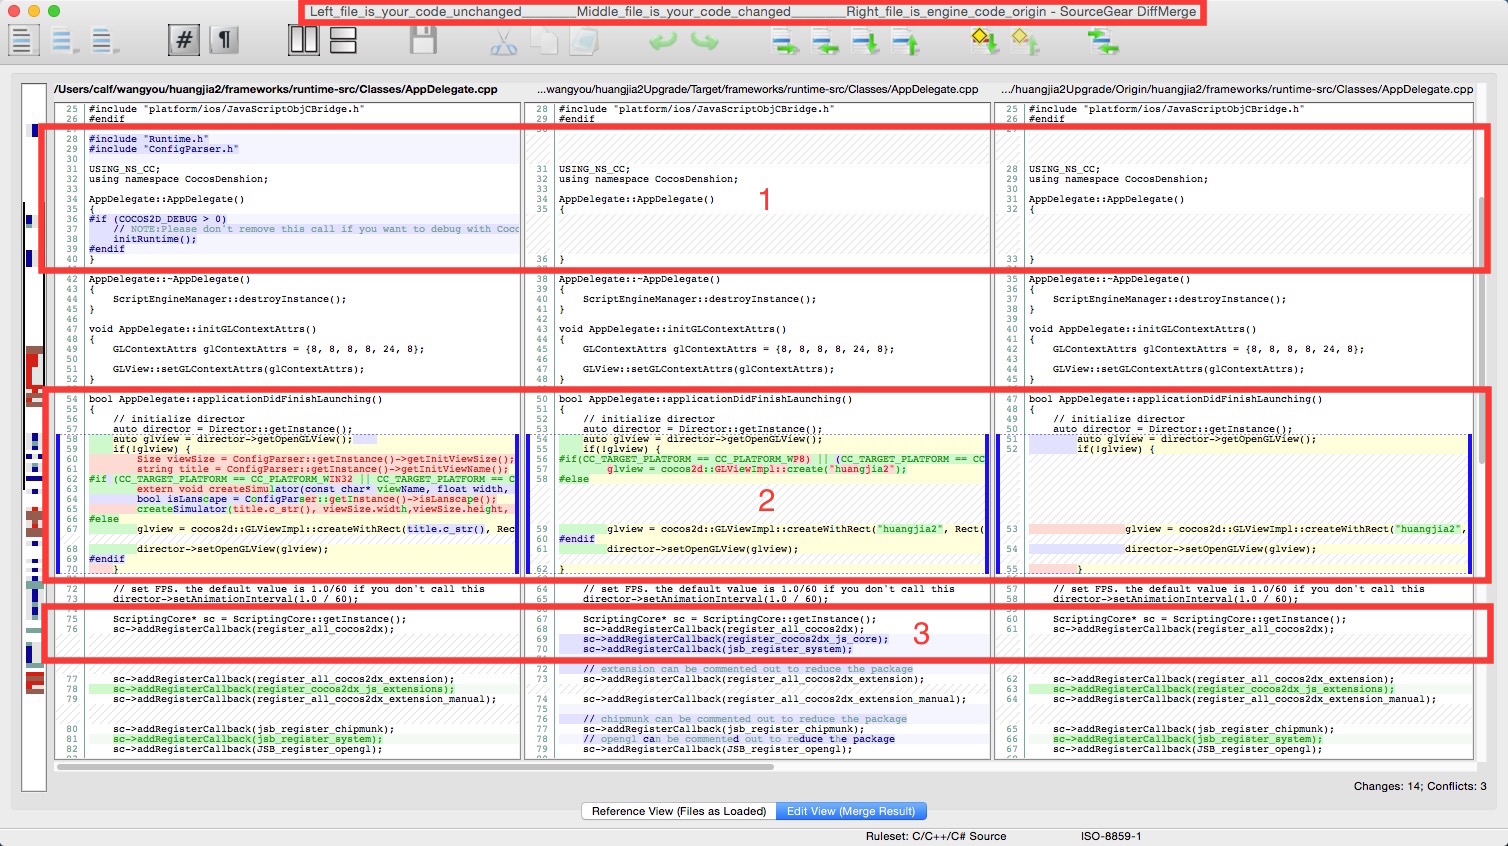 Left_file_is_your_code_unchanged________Middle_file_is_your_code_changed________Right_file_is_engine_code_origin - SourceGear DiffMerge
# ¶
/Users/calf/wangyou/huangjia2/frameworks/runtime-src/Classes/AppDelegate.cpp
25 #include "platform/ios/JavaScriptObjCBridge.h"
26 #endif
28 #include "Runtime.h"
29 #include "ConfigParser.h"
30
31 USING_NS_CC;
32 using namespace CocosDenshion;
33
34 AppDelegate::AppDelegate()
35 {
36 #if (COCOS2D_DEBUG > 0)
37 // NOTE:Please don't remove this call if you want to debug with Coco
38 initRuntime();
39 #endif
40 }
42 AppDelegate::~AppDelegate()
43 {
44 ScriptEngineManager::destroyInstance();
45 }
46
47 void AppDelegate::initGLContextAttrs()
48 {
49 GLContextAttrs glContextAttrs = {8, 8, 8, 8, 24, 8};
50
51 GLView::setGLContextAttrs(glContextAttrs);
52 }
54 bool AppDelegate::applicationDidFinishLaunching()
55 {
56 // initialize director
57 auto director = Director::getInstance();
58 auto glview = director->getOpenGLView();
59 if(!glview) {
60 Size viewSize = ConfigParser::getInstance()->getInitViewSize();
61 string title = ConfigParser::getInstance()->getInitViewName();
62 #if (CC_TARGET_PLATFORM == CC_PLATFORM_WIN32 || CC_TARGET_PLATFORM == C
63 extern void createSimulator(const char* viewName, float width,
64 bool isLanscape = ConfigParser::getInstance()->isLanscape();
65 createSimulator(title.c_str(), viewSize.width,viewSize.height,
66 #else
67 glview = cocos2d::GLViewImpl::createWithRect(title.c_str(), Rec
68 director->setOpenGLView(glview);
69 #endif
70 }
72 // set FPS. the default value is 1.0/60 if you don't call this
73 director->setAnimationInterval(1.0 / 60);
75 ScriptingCore* sc = ScriptingCore::getInstance();
76 sc->addRegisterCallback(register_all_cocos2dx);
77 sc->addRegisterCallback(register_all_cocos2dx_extension);
78 sc->addRegisterCallback(register_cocos2dx_js_extensions);
79 sc->addRegisterCallback(register_all_cocos2dx_extension_manual);
80 sc->addRegisterCallback(jsb_register_chipmunk);
81 sc->addRegisterCallback(jsb_register_system);
82 sc->addRegisterCallback(JSB_register_opengl);
...wangyou/huangjia2Upgrade/Target/frameworks/runtime-src/Classes/AppDelegate.cpp
28 #include "platform/ios/JavaScriptObjCBridge.h"
29 #endif
31 USING_NS_CC;
32 using namespace CocosDenshion;
33
34 AppDelegate::AppDelegate()
35 {
36 }
1
38 AppDelegate::~AppDelegate()
39 {
40 ScriptEngineManager::destroyInstance();
41 }
42
43 void AppDelegate::initGLContextAttrs()
44 {
45 GLContextAttrs glContextAttrs = {8, 8, 8, 8, 24, 8};
46
47 GLView::setGLContextAttrs(glContextAttrs);
48 }
50 bool AppDelegate::applicationDidFinishLaunching()
51 {
52 // initialize director
53 auto director = Director::getInstance();
54 auto glview = director->getOpenGLView();
55 if(!glview) {
56 #if(CC_TARGET_PLATFORM == CC_PLATFORM_WP8) || (CC_TARGET_PLATFORM == CC
57 glview = cocos2d::GLViewImpl::create("huangjia2");
58 #else
2
59 glview = cocos2d::GLViewImpl::createWithRect("huangjia2", Rect(
60 #endif
61 director->setOpenGLView(glview);
62 }
64 // set FPS. the default value is 1.0/60 if you don't call this
65 director->setAnimationInterval(1.0 / 60);
67 ScriptingCore* sc = ScriptingCore::getInstance();
68 sc->addRegisterCallback(register_all_cocos2dx);
69 sc->addRegisterCallback(register_cocos2dx_js_core);
70 sc->addRegisterCallback(jsb_register_system);
3
72 // extension can be commented out to reduce the package
73 sc->addRegisterCallback(register_all_cocos2dx_extension);
74 sc->addRegisterCallback(register_all_cocos2dx_extension_manual);
75
76 // chipmunk can be commented out to reduce the package
77 sc->addRegisterCallback(jsb_register_chipmunk);
78 // opengl can be commented out to reduce the package
79 sc->addRegisterCallback(JSB_register_opengl);
.../huangjia2Upgrade/Origin/huangjia2/frameworks/runtime-src/Classes/AppDelegate.cpp
25 #include "platform/ios/JavaScriptObjCBridge.h"
26 #endif
28 USING_NS_CC;
29 using namespace CocosDenshion;
30
31 AppDelegate::AppDelegate()
32 {
33 }
35 AppDelegate::~AppDelegate()
36 {
37 ScriptEngineManager::destroyInstance();
38 }
39
40 void AppDelegate::initGLContextAttrs()
41 {
42 GLContextAttrs glContextAttrs = {8, 8, 8, 8, 24, 8};
43
44 GLView::setGLContextAttrs(glContextAttrs);
45 }
47 bool AppDelegate::applicationDidFinishLaunching()
48 {
49 // initialize director
50 auto director = Director::getInstance();
51 auto glview = director->getOpenGLView();
52 if(!glview) {
53 glview = cocos2d::GLViewImpl::createWithRect("huangjia2",
54 director->setOpenGLView(glview);
55 }
57 // set FPS. the default value is 1.0/60 if you don't call this
58 director->setAnimationInterval(1.0 / 60);
60 ScriptingCore* sc = ScriptingCore::getInstance();
61 sc->addRegisterCallback(register_all_cocos2dx);
62 sc->addRegisterCallback(register_all_cocos2dx_extension);
63 sc->addRegisterCallback(register_cocos2dx_js_extensions);
64 sc->addRegisterCallback(register_all_cocos2dx_extension_manual);
65 sc->addRegisterCallback(jsb_register_chipmunk);
66 sc->addRegisterCallback(jsb_register_system);
67 sc->addRegisterCallback(JSB_register_opengl);
Changes: 14; Conflicts: 3
Reference View (Files as Loaded) Edit View (Merge Result)
Ruleset: C/C++/C# Source ISO-8859-1